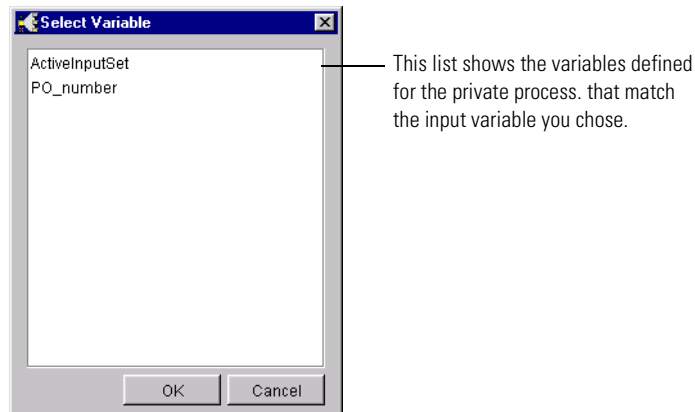 Select Variable
ActiveInputSet
PO_number
This list shows the variables defined
for the private process. that match
the input variable you chose.
OK
Cancel